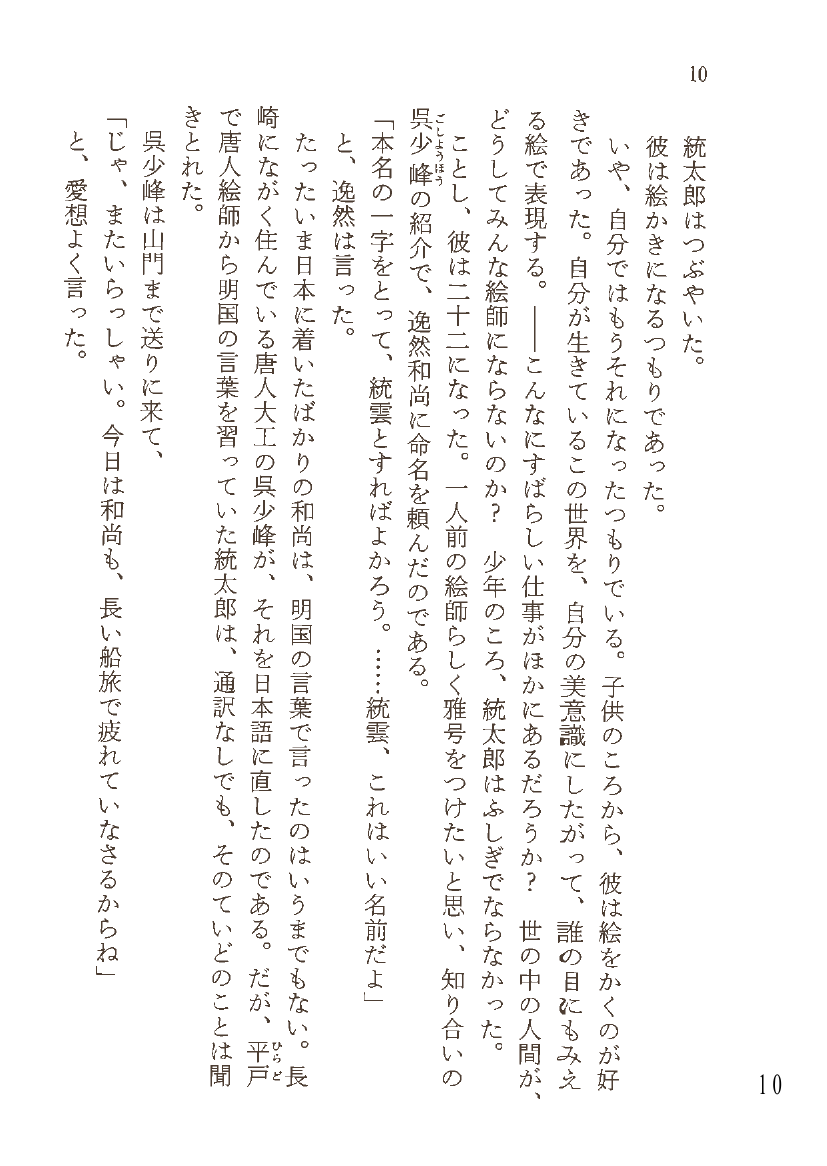 10
統太郎はつぶやいた。
彼は絵かきになるつもりであった。
いや、自分ではもうそれになったつもりでいる。子供のころから、彼は絵をかくのが好
きであった。自分が生きているこの世界を、自分の美意識にしたがって、誰の目にもみえ
る絵で表現する。――こんなにすばらしい仕事がほかにあるだろうか？　世の中の人間が、
どうしてみんな絵師にならないのか？　少年のころ、統太郎はふしぎでならなかった。
ことし、彼は二十二になった。一人前の絵師らしく雅号をつけたいと思い、知り合いの
呉少峰の紹介で、逸然和尚に命名を頼んだのである。
ごしようほう
「本名の一字をとって、統雲とすればよかろう。……統雲、これはいい名前だよ」
と、逸然は言った。
たったいま日本に着いたばかりの和尚は、明国の言葉で言ったのはいうまでもない。長
崎にながく住んでいる唐人大工の呉少峰が、それを日本語に直したのである。だが、平戸
ひらど
で唐人絵師から明国の言葉を習っていた統太郎は、通訳なしでも、そのていどのことは聞
きとれた。
呉少峰は山門まで送りに来て、
「じゃ、またいらっしゃい。今日は和尚も、長い船旅で疲れていなさるからね」
と、愛想よく言った。
10